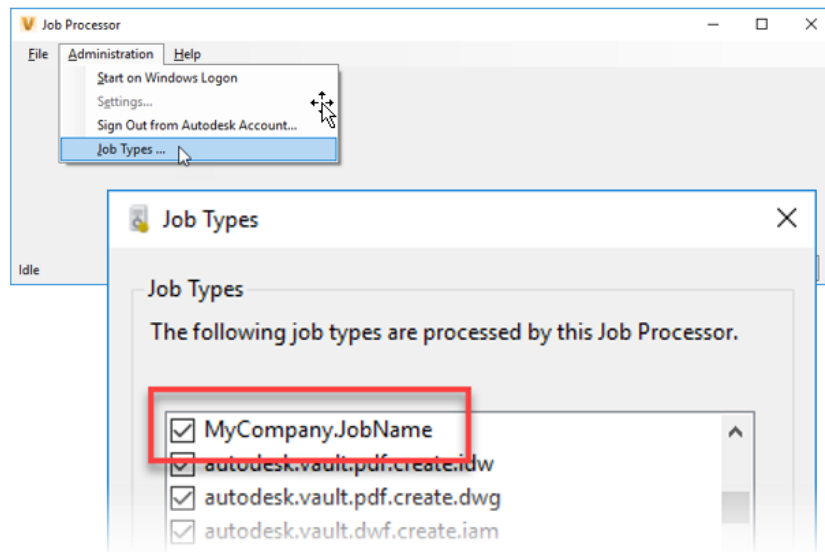 Job Processor
File Administration Help
Start on Windows Logon
Settings...
Sign Out from Autodesk Account...
Job Types ...
Idle
Job Types
Job Types
The following job types are processed by this Job Processor.
MyCompany.JobName
autodesk.vault.pdf.create.idw
autodesk.vault.pdf.create.dwg
autodesk.vault.dwf.create.iam